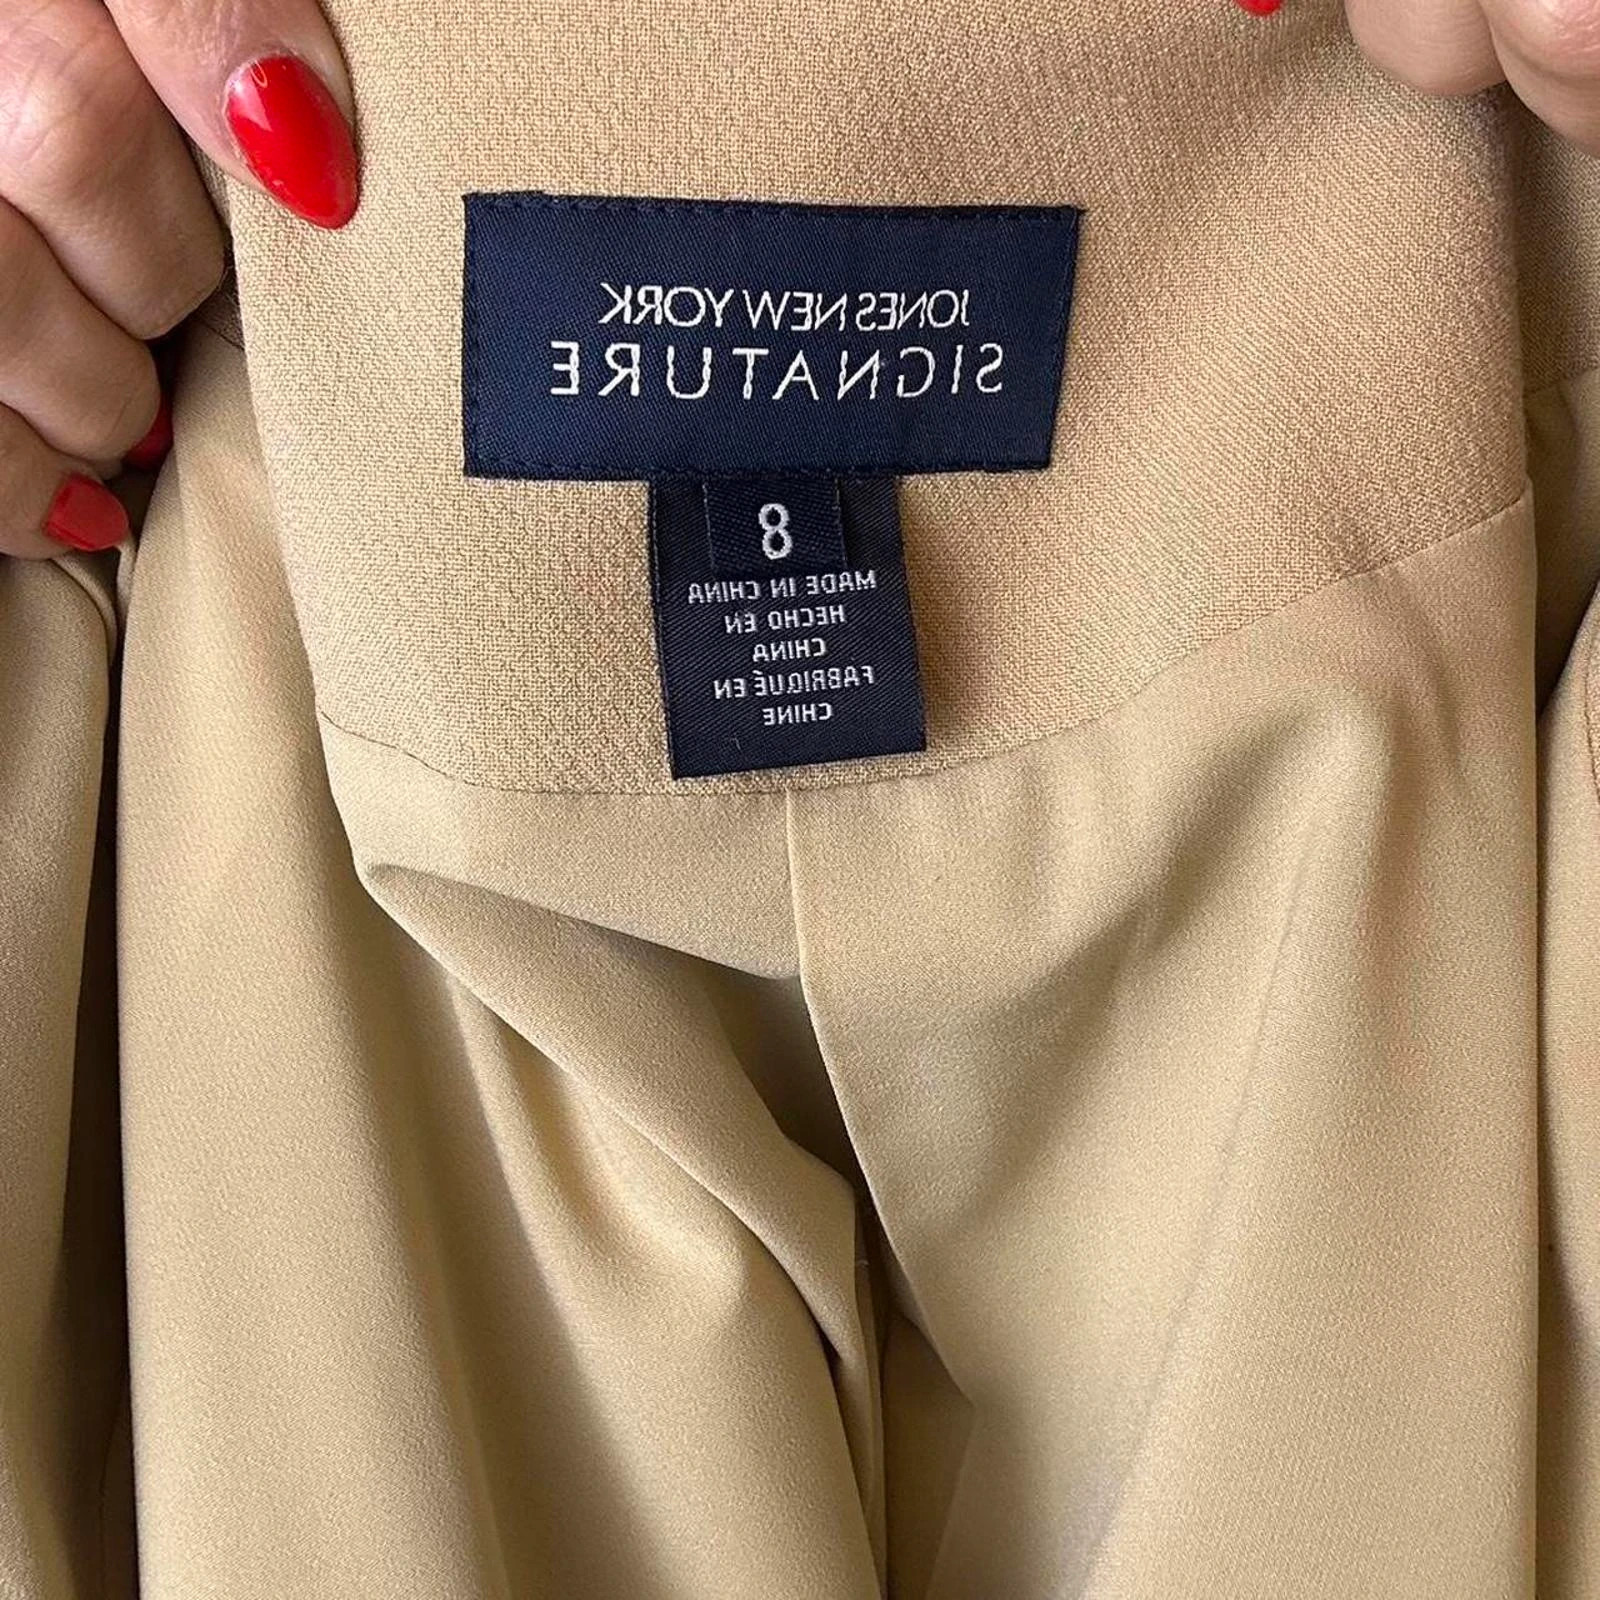 JONES NEW YORK
SIGNATURE
8
MADE IN CHINA
HECHO EN
CHINA
FABRIQUÉ EN
CHINE